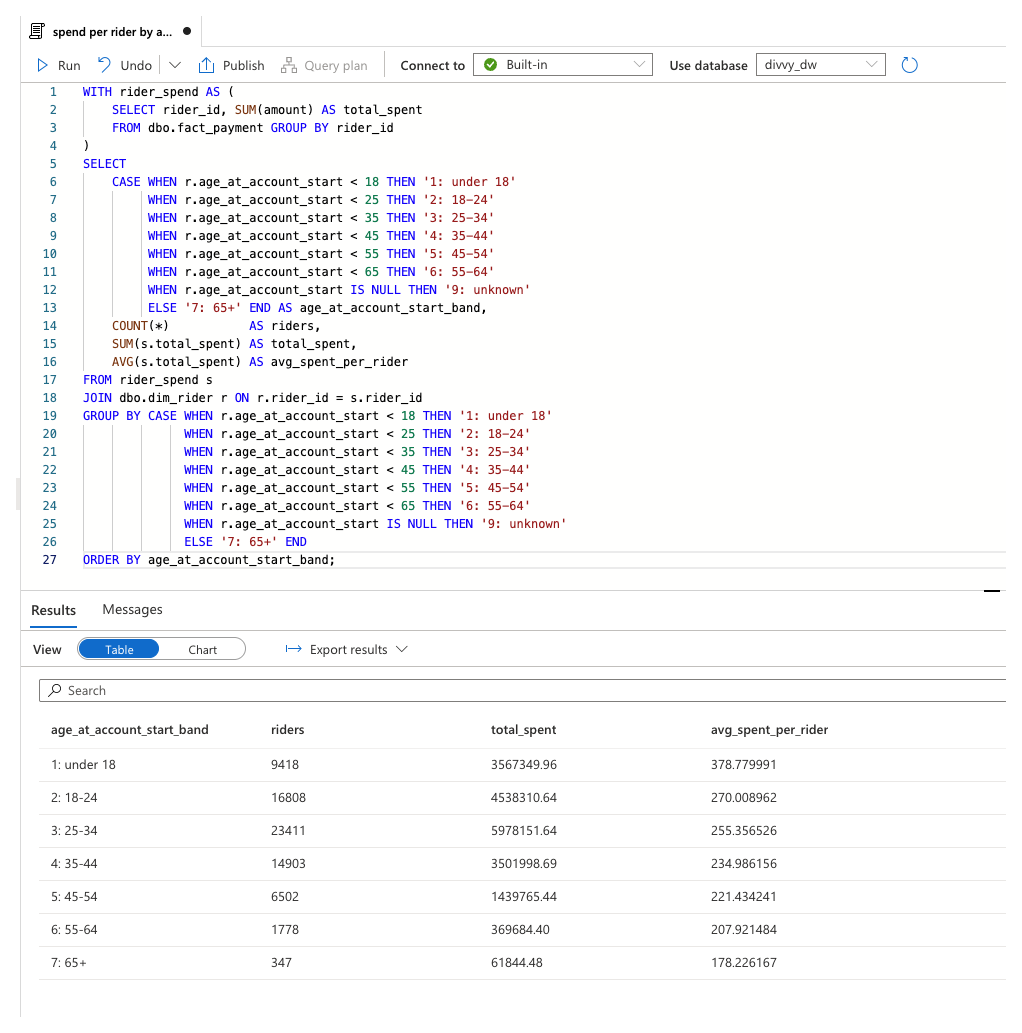 spend per rider by a...
Run Undo Publish Query plan Connect to Built-in Use database divvy_dw
1 WITH rider_spend AS (
2     SELECT rider_id, SUM(amount) AS total_spent
3     FROM dbo.fact_payment GROUP BY rider_id
4 )
5 SELECT
6     CASE WHEN r.age_at_account_start < 18 THEN '1: under 18'
7          WHEN r.age_at_account_start < 25 THEN '2: 18-24'
8          WHEN r.age_at_account_start < 35 THEN '3: 25-34'
9          WHEN r.age_at_account_start < 45 THEN '4: 35-44'
10          WHEN r.age_at_account_start < 55 THEN '5: 45-54'
11          WHEN r.age_at_account_start < 65 THEN '6: 55-64'
12          WHEN r.age_at_account_start IS NULL THEN '9: unknown'
13          ELSE '7: 65+' END AS age_at_account_start_band,
14     COUNT(*)           AS riders,
15     SUM(s.total_spent) AS total_spent,
16     AVG(s.total_spent) AS avg_spent_per_rider
17 FROM rider_spend s
18 JOIN dbo.dim_rider r ON r.rider_id = s.rider_id
19 GROUP BY CASE WHEN r.age_at_account_start < 18 THEN '1: under 18'
20               WHEN r.age_at_account_start < 25 THEN '2: 18-24'
21               WHEN r.age_at_account_start < 35 THEN '3: 25-34'
22               WHEN r.age_at_account_start < 45 THEN '4: 35-44'
23               WHEN r.age_at_account_start < 55 THEN '5: 45-54'
24               WHEN r.age_at_account_start < 65 THEN '6: 55-64'
25               WHEN r.age_at_account_start IS NULL THEN '9: unknown'
26               ELSE '7: 65+' END
27 ORDER BY age_at_account_start_band;
Results Messages
View Table Chart Export results
Search
age_at_account_start_band riders total_spent avg_spent_per_rider
1: under 18 9418 3567349.96 378.779991
2: 18-24 16808 4538310.64 270.008962
3: 25-34 23411 5978151.64 255.356526
4: 35-44 14903 3501998.69 234.986156
5: 45-54 6502 1439765.44 221.434241
6: 55-64 1778 369684.40 207.921484
7: 65+ 347 61844.48 178.226167